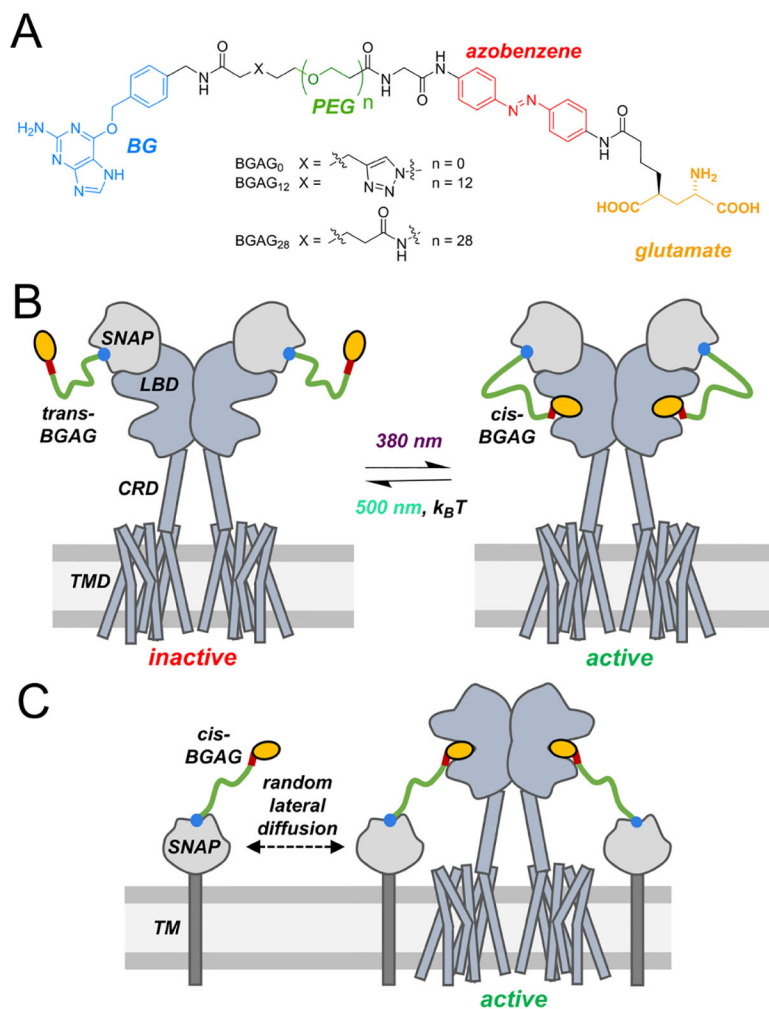 A
azobenzene
O
N
H
X
O
PEG
n
O
N
H
H
N
O
N=N
N
H
O
BG
O
H2N
N
N
N
NH
BGAG0 X = N N=N n = 0
BGAG12 X = n = 12
BGAG28 X = O N H n = 28
NH2
HOOC
COOH
glutamate
B
SNAP
LBD
trans-
BGAG
cis-
BGAG
380 nm
500 nm, kBT
CRD
TMD
inactive
active
C
cis-
BGAG
random
lateral
diffusion
SNAP
TM
active